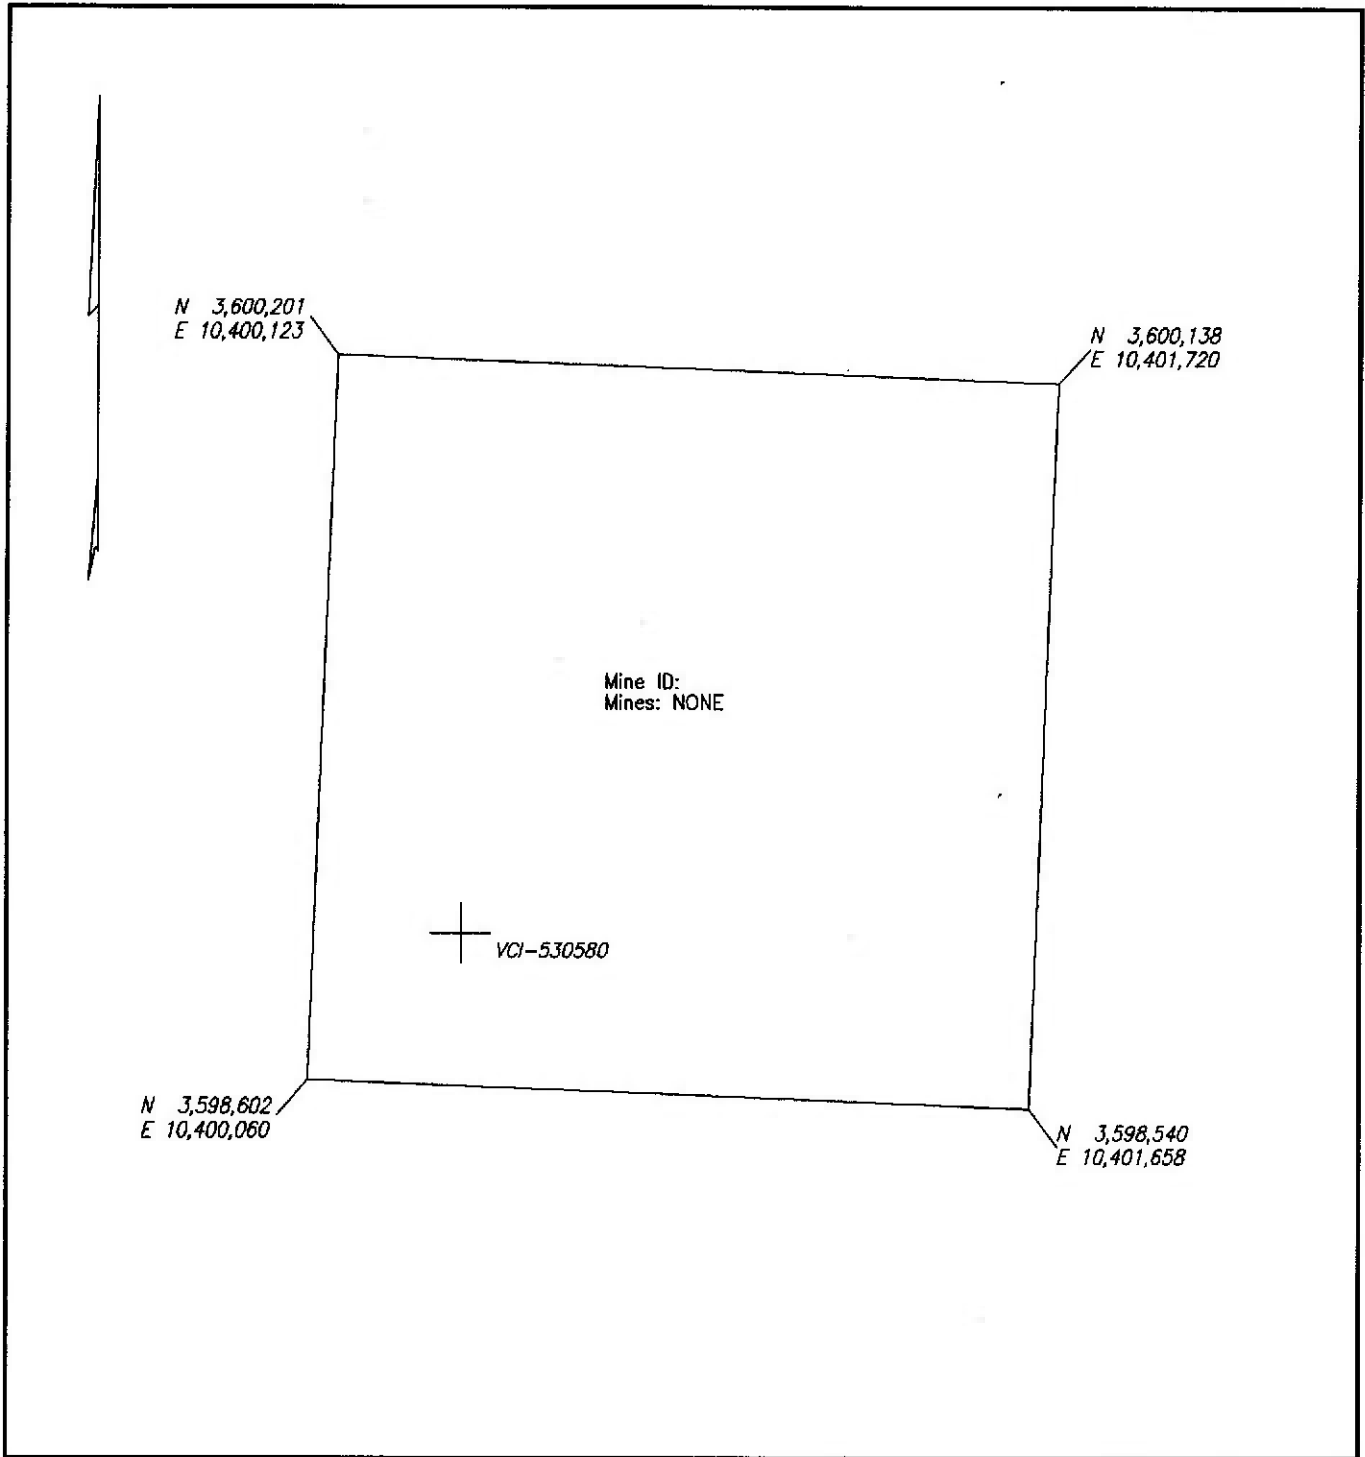 N 3,600,201
E 10,400,123
N 3,600,138
E 10,401,720
Mine ID:
Mines: NONE
VCI-530580
N 3,598,602
E 10,400,060
N 3,598,540
E 10,401,658